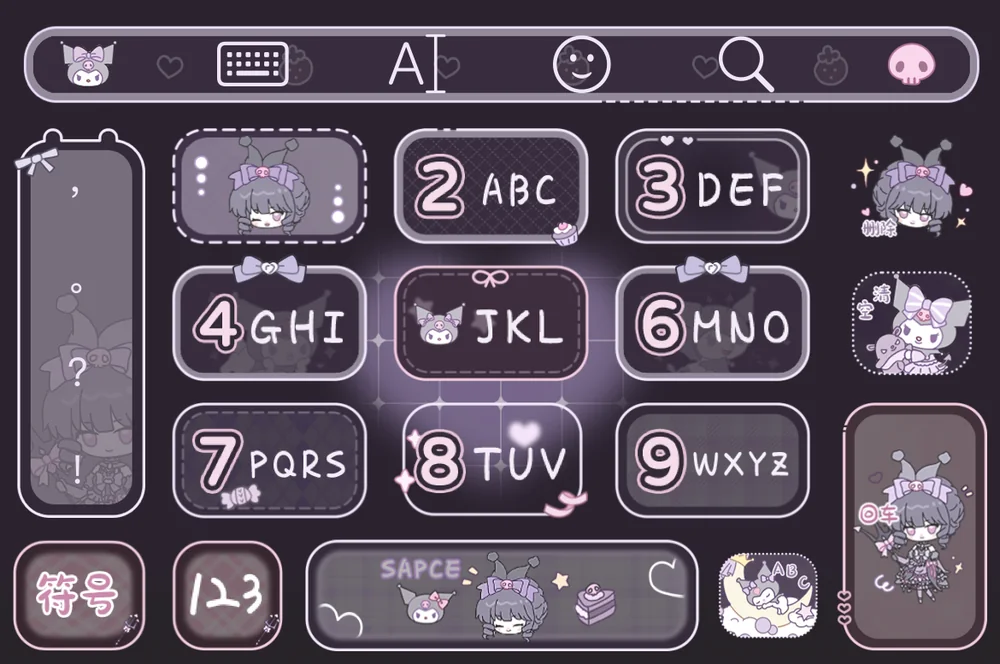 A
,
。
?
!
2 ABC
3 DEF
删除
4 GHI
JKL
6 MNO
清空
7 PQRS
8 TUV
9 WXYZ
回车
符号
123
SAPCE
ABC